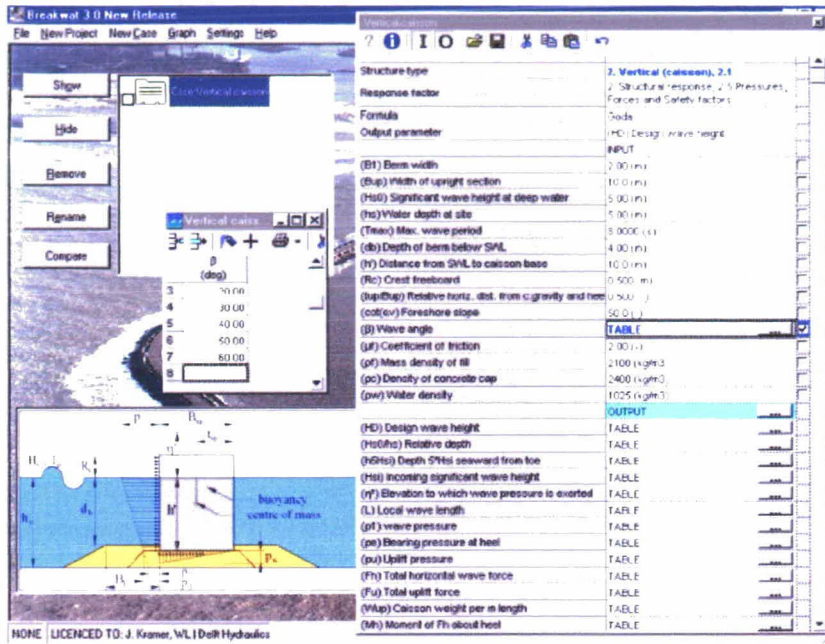 Breakwat 3.0 New Release
File New Project New Case Graph Settings Help
Show
Hide
Remove
Rename
Compare
Case Vertical caisson
Vertical caiss
β
(deg)
3 20.00
4 30.00
5 40.00
6 50.00
7 60.00
8
buoyancy
centre of mass
NONE LICENCED TO: J. Kramer, WL | Delft Hydraulics
Vertical caisson
Structure type 2. Vertical (caisson), 2.1
Response factor 2. Structural response, 2.5 Pressures,
Forces and Safety factors
Formula Goda
Output parameter (HD) Design wave height
INPUT
(B1) Berm width 2.00 (m)
(Bup) Width of upright section 10.0 (m)
(Hs0) Significant wave height at deep water 5.00 (m)
(hs) Water depth at site 5.00 (m)
(Tmax) Max. wave period 8.0000 (s)
(db) Depth of berm below SWL 4.00 (m)
(h') Distance from SWL to caisson base 10.0 (m)
(Rc) Crest freeboard 0.500 (m)
(tup/Bup) Relative horiz. dist. from c.gravity and hee 0.500 (-)
(cot(αv) Foreshore slope 50.0 (-)
(β) Wave angle TABLE ...
(μf) Coefficient of friction 2.00 (-)
(ρf) Mass density of fill 2100 (kg/m3
(ρc) Density of concrete cap 2400 (kg/m3
(ρw) Water density 1025 (kg/m3
OUTPUT ...
(HD) Design wave height TABLE ...
(Hs0/hs) Relative depth TABLE ...
(h5Hsi) Depth 5*Hsi seaward from toe TABLE ...
(Hsi) Incoming significant wave height TABLE ...
(η*) Elevation to which wave pressure is exerted TABLE ...
(L) Local wave length TABLE ...
(p1) wave pressure TABLE ...
(pe) Bearing pressure at heel TABLE ...
(pu) Uplift pressure TABLE ...
(Fh) Total horizontal wave force TABLE ...
(Fu) Total uplift force TABLE ...
(Wup) Caisson weight per m length TABLE ...
(Mh) Moment of Fh about heel TABLE ...